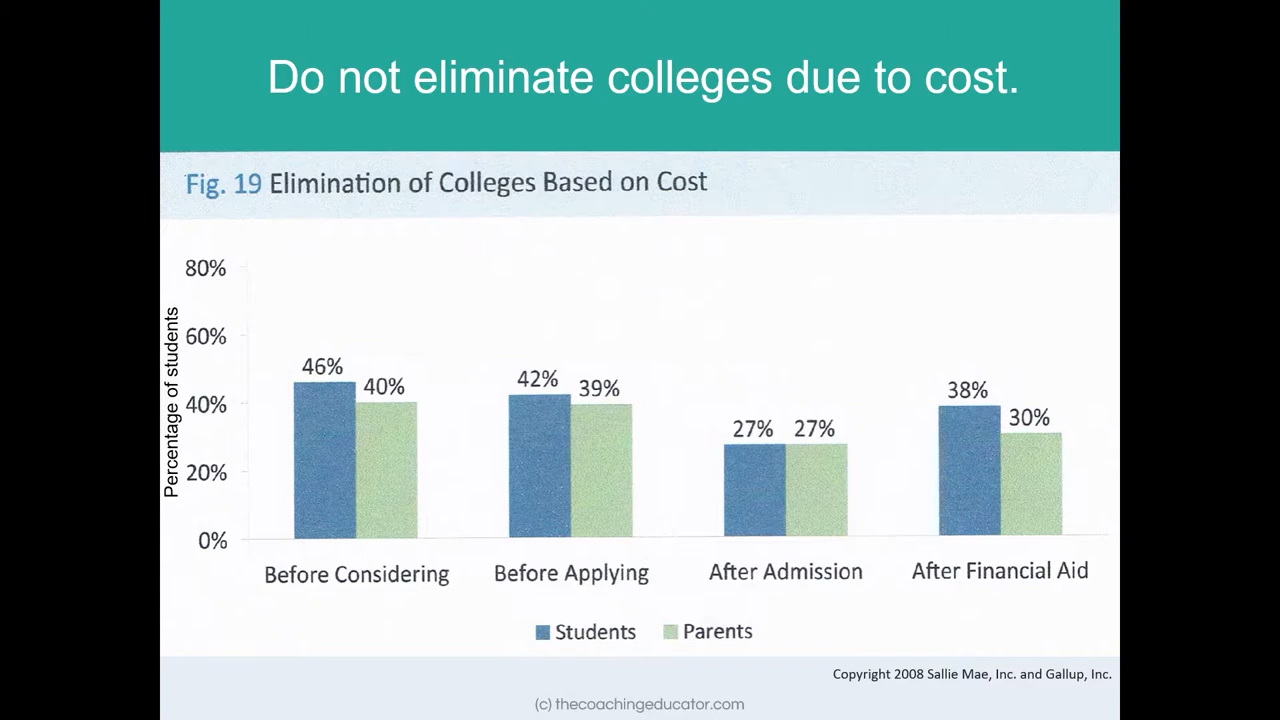 Do not eliminate colleges due to cost.
Fig. 19 Elimination of Colleges Based on Cost
Percentage of students
80%
60%
40%
20%
0%
46%
40%
42%
39%
27%
27%
38%
30%
Before Considering
Before Applying
After Admission
After Financial Aid
Students
Parents
Copyright 2008 Sallie Mae, Inc. and Gallup, Inc.
(c) thecoachingeducator.com